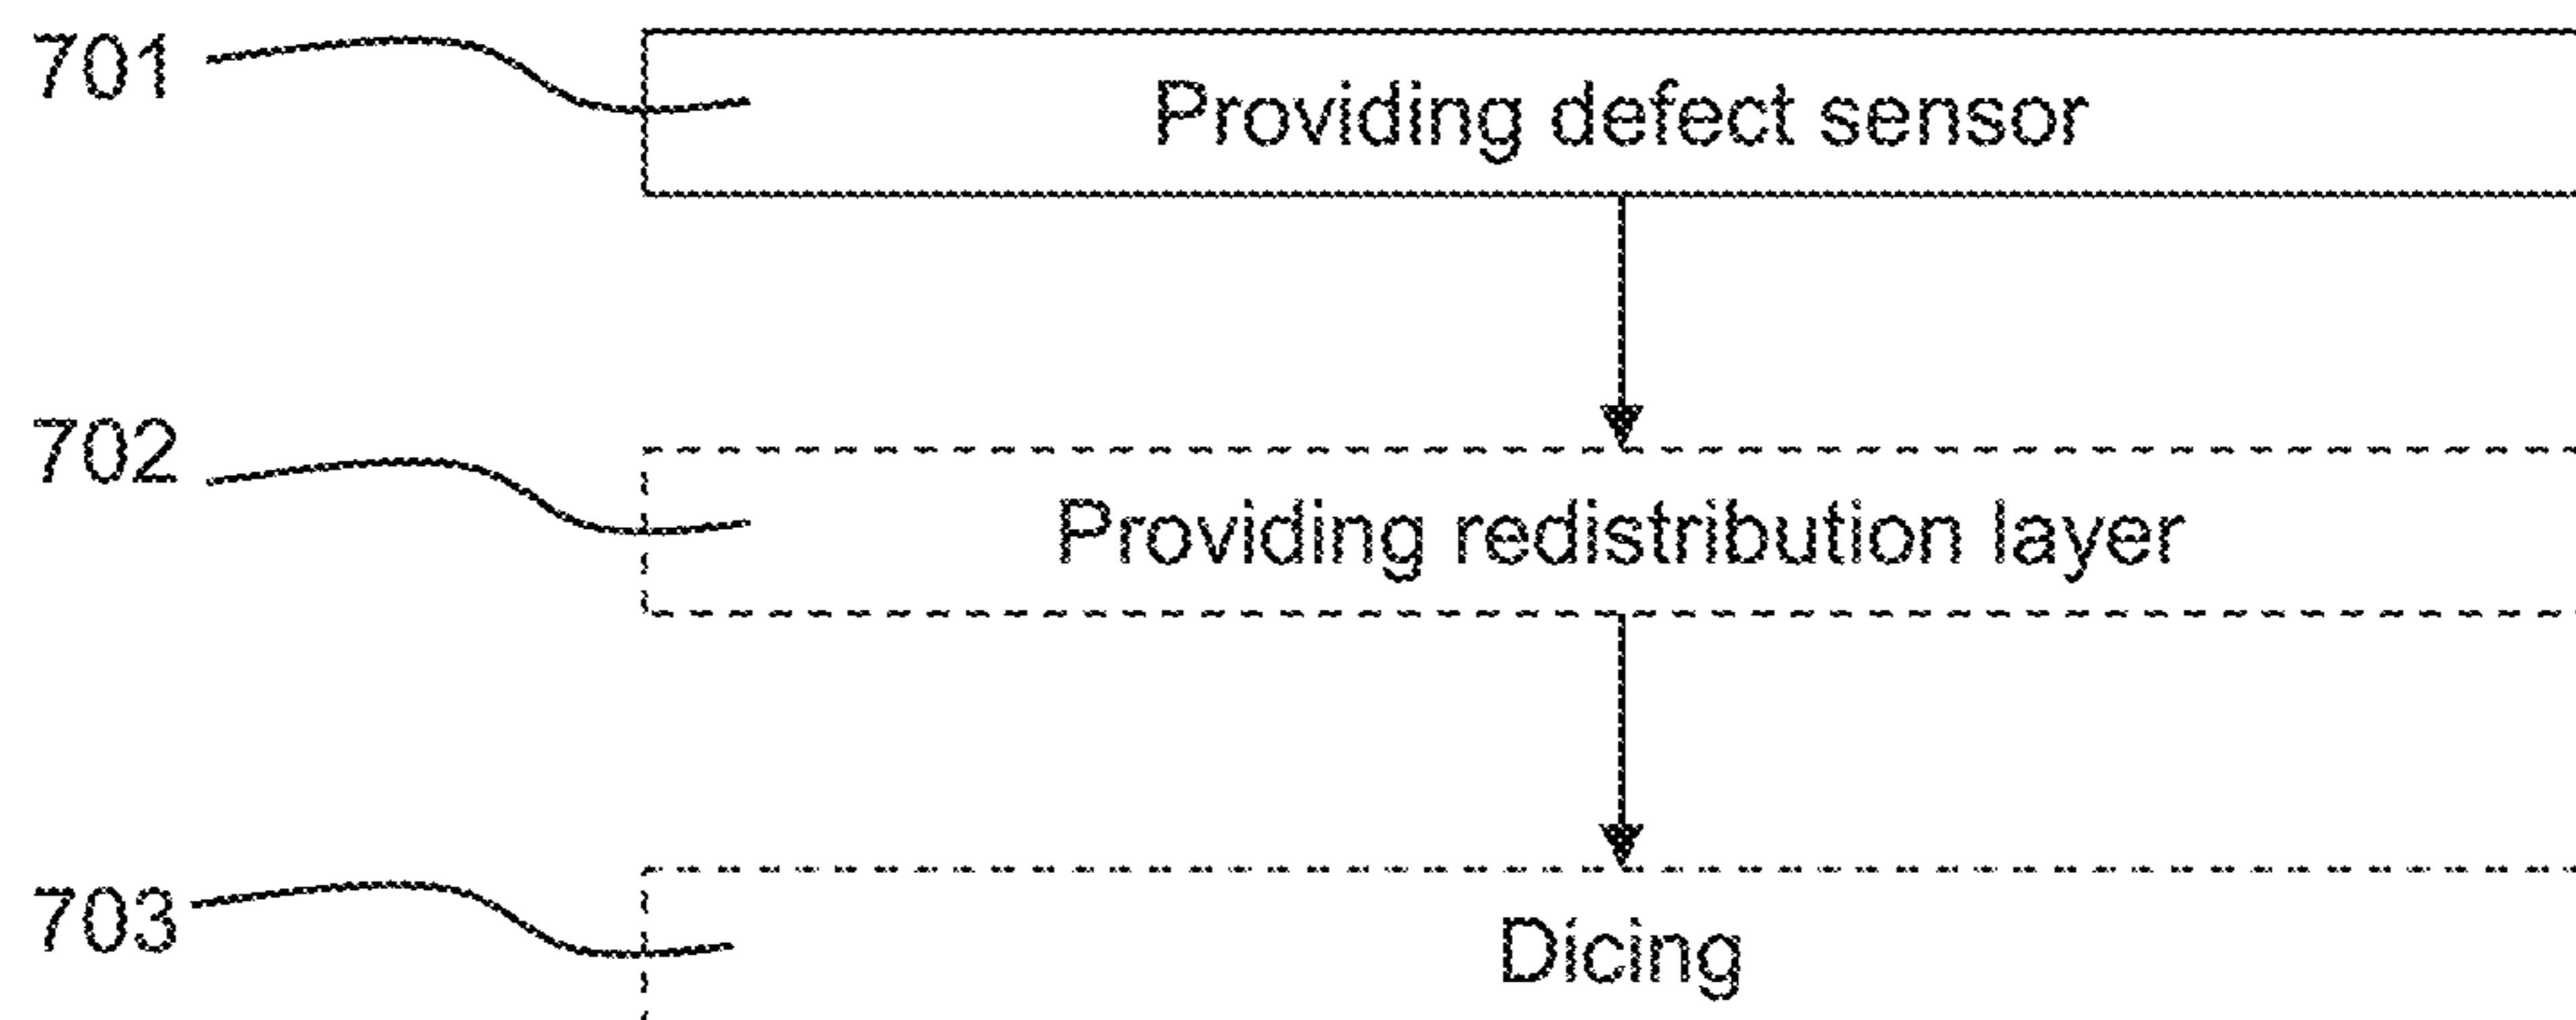 701
Providing defect sensor
702
Providing redistribution layer
703
Dicing